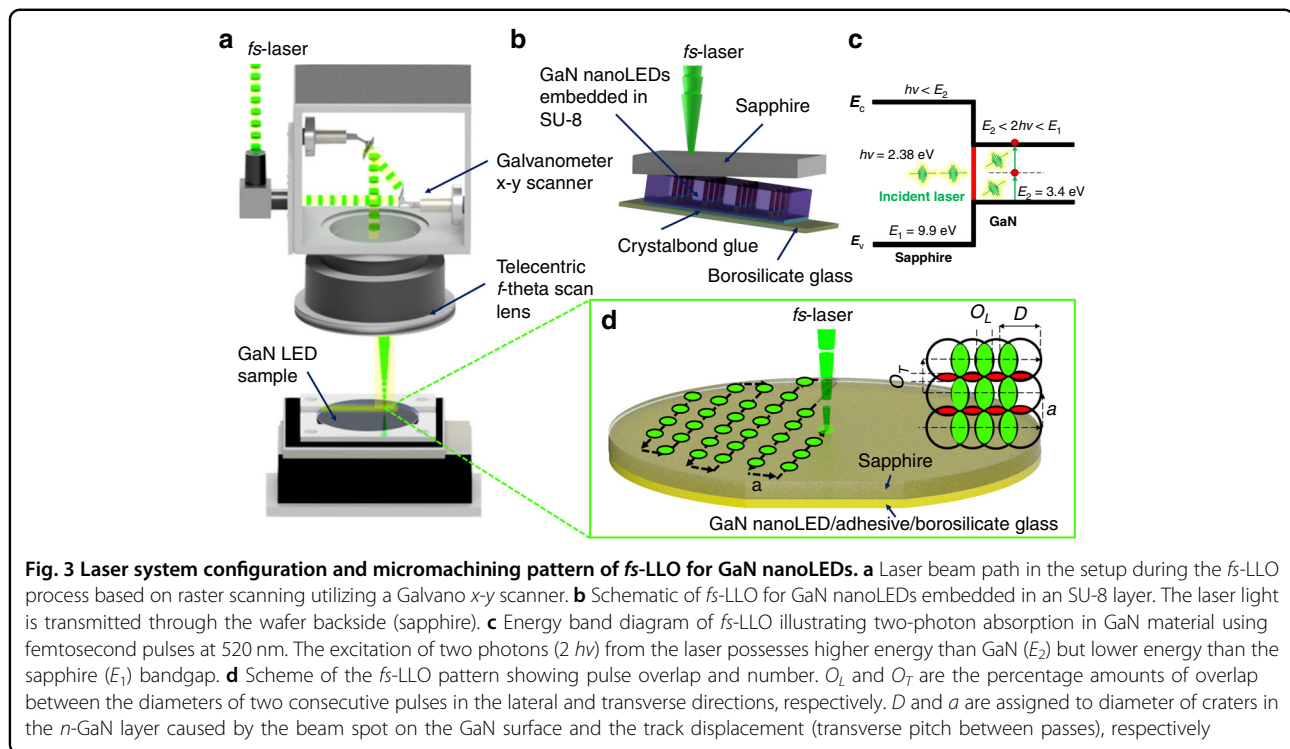 a
fs-laser
Galvanometer
x-y scanner
Telecentric
f-theta scan
lens
GaN LED
sample
b
fs-laser
GaN nanoLEDs
embedded in
SU-8
Sapphire
Crystalbond glue
Borosilicate glass
c
hv < E2
Ec
E2 < 2hv < E1
hv = 2.38 eV
Incident laser
E2 = 3.4 eV
GaN
Ev
E1 = 9.9 eV
Sapphire
d
fs-laser
OL
D
OT
a
Sapphire
a
GaN nanoLED/adhesive/borosilicate glass
Fig. 3 Laser system configuration and micromachining pattern of fs-LLO for GaN nanoLEDs. a Laser beam path in the setup during the fs-LLO
process based on raster scanning utilizing a Galvano x-y scanner. b Schematic of fs-LLO for GaN nanoLEDs embedded in an SU-8 layer. The laser light
is transmitted through the wafer backside (sapphire). c Energy band diagram of fs-LLO illustrating two-photon absorption in GaN material using
femtosecond pulses at 520 nm. The excitation of two photons (2 hv) from the laser possesses higher energy than GaN (E2) but lower energy than the
sapphire (E1) bandgap. d Scheme of the fs-LLO pattern showing pulse overlap and number. OL and OT are the percentage amounts of overlap
between the diameters of two consecutive pulses in the lateral and transverse directions, respectively. D and a are assigned to diameter of craters in
the n-GaN layer caused by the beam spot on the GaN surface and the track displacement (transverse pitch between passes), respectively